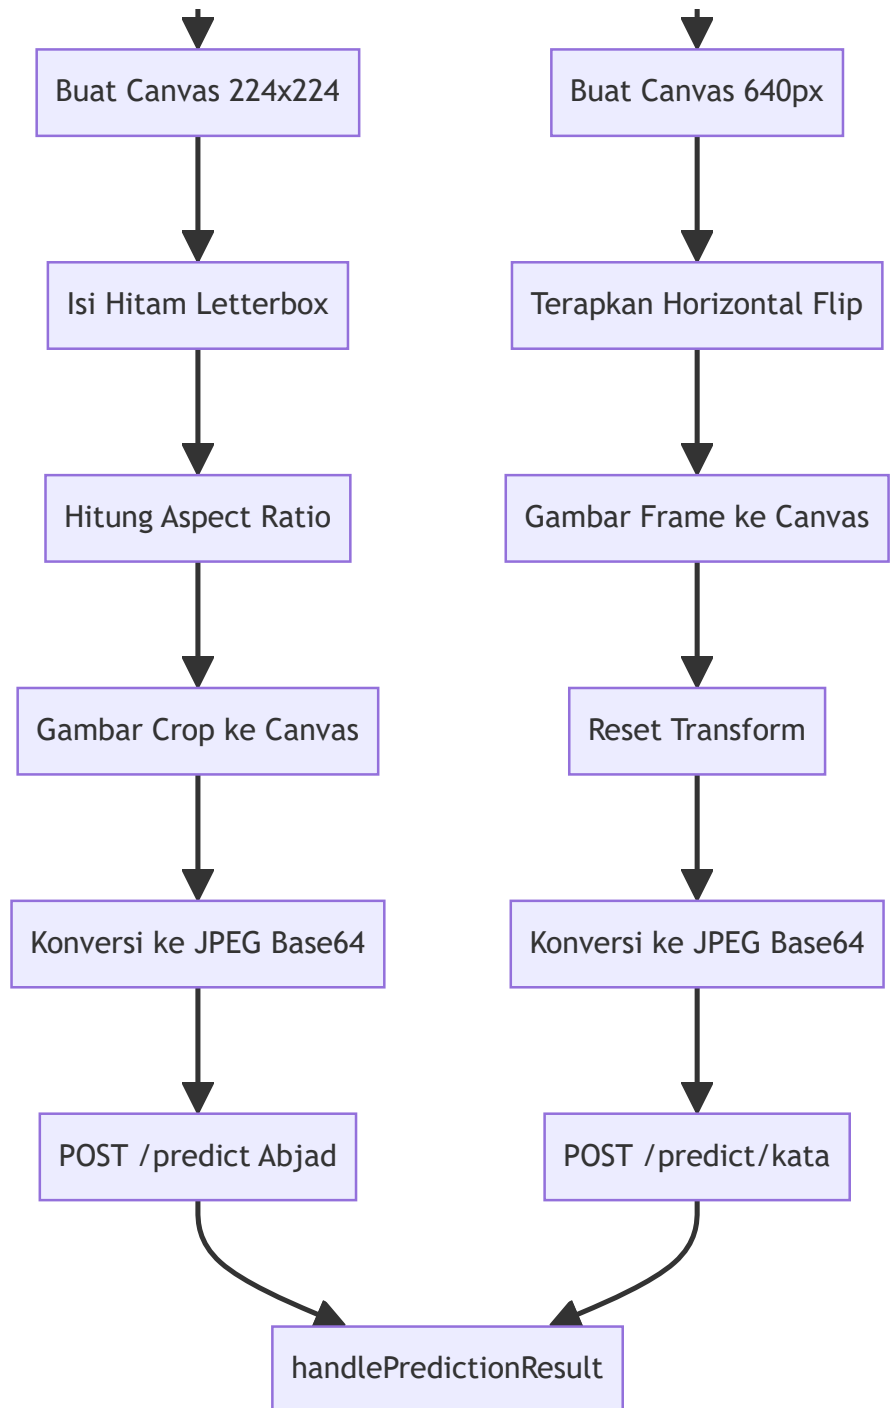 Buat Canvas 224x224
Isi Hitam Letterbox
Hitung Aspect Ratio
Gambar Crop ke Canvas
Konversi ke JPEG Base64
POST /predict Abjad
Buat Canvas 640px
Terapkan Horizontal Flip
Gambar Frame ke Canvas
Reset Transform
Konversi ke JPEG Base64
POST /predict/kata
handlePredictionResult